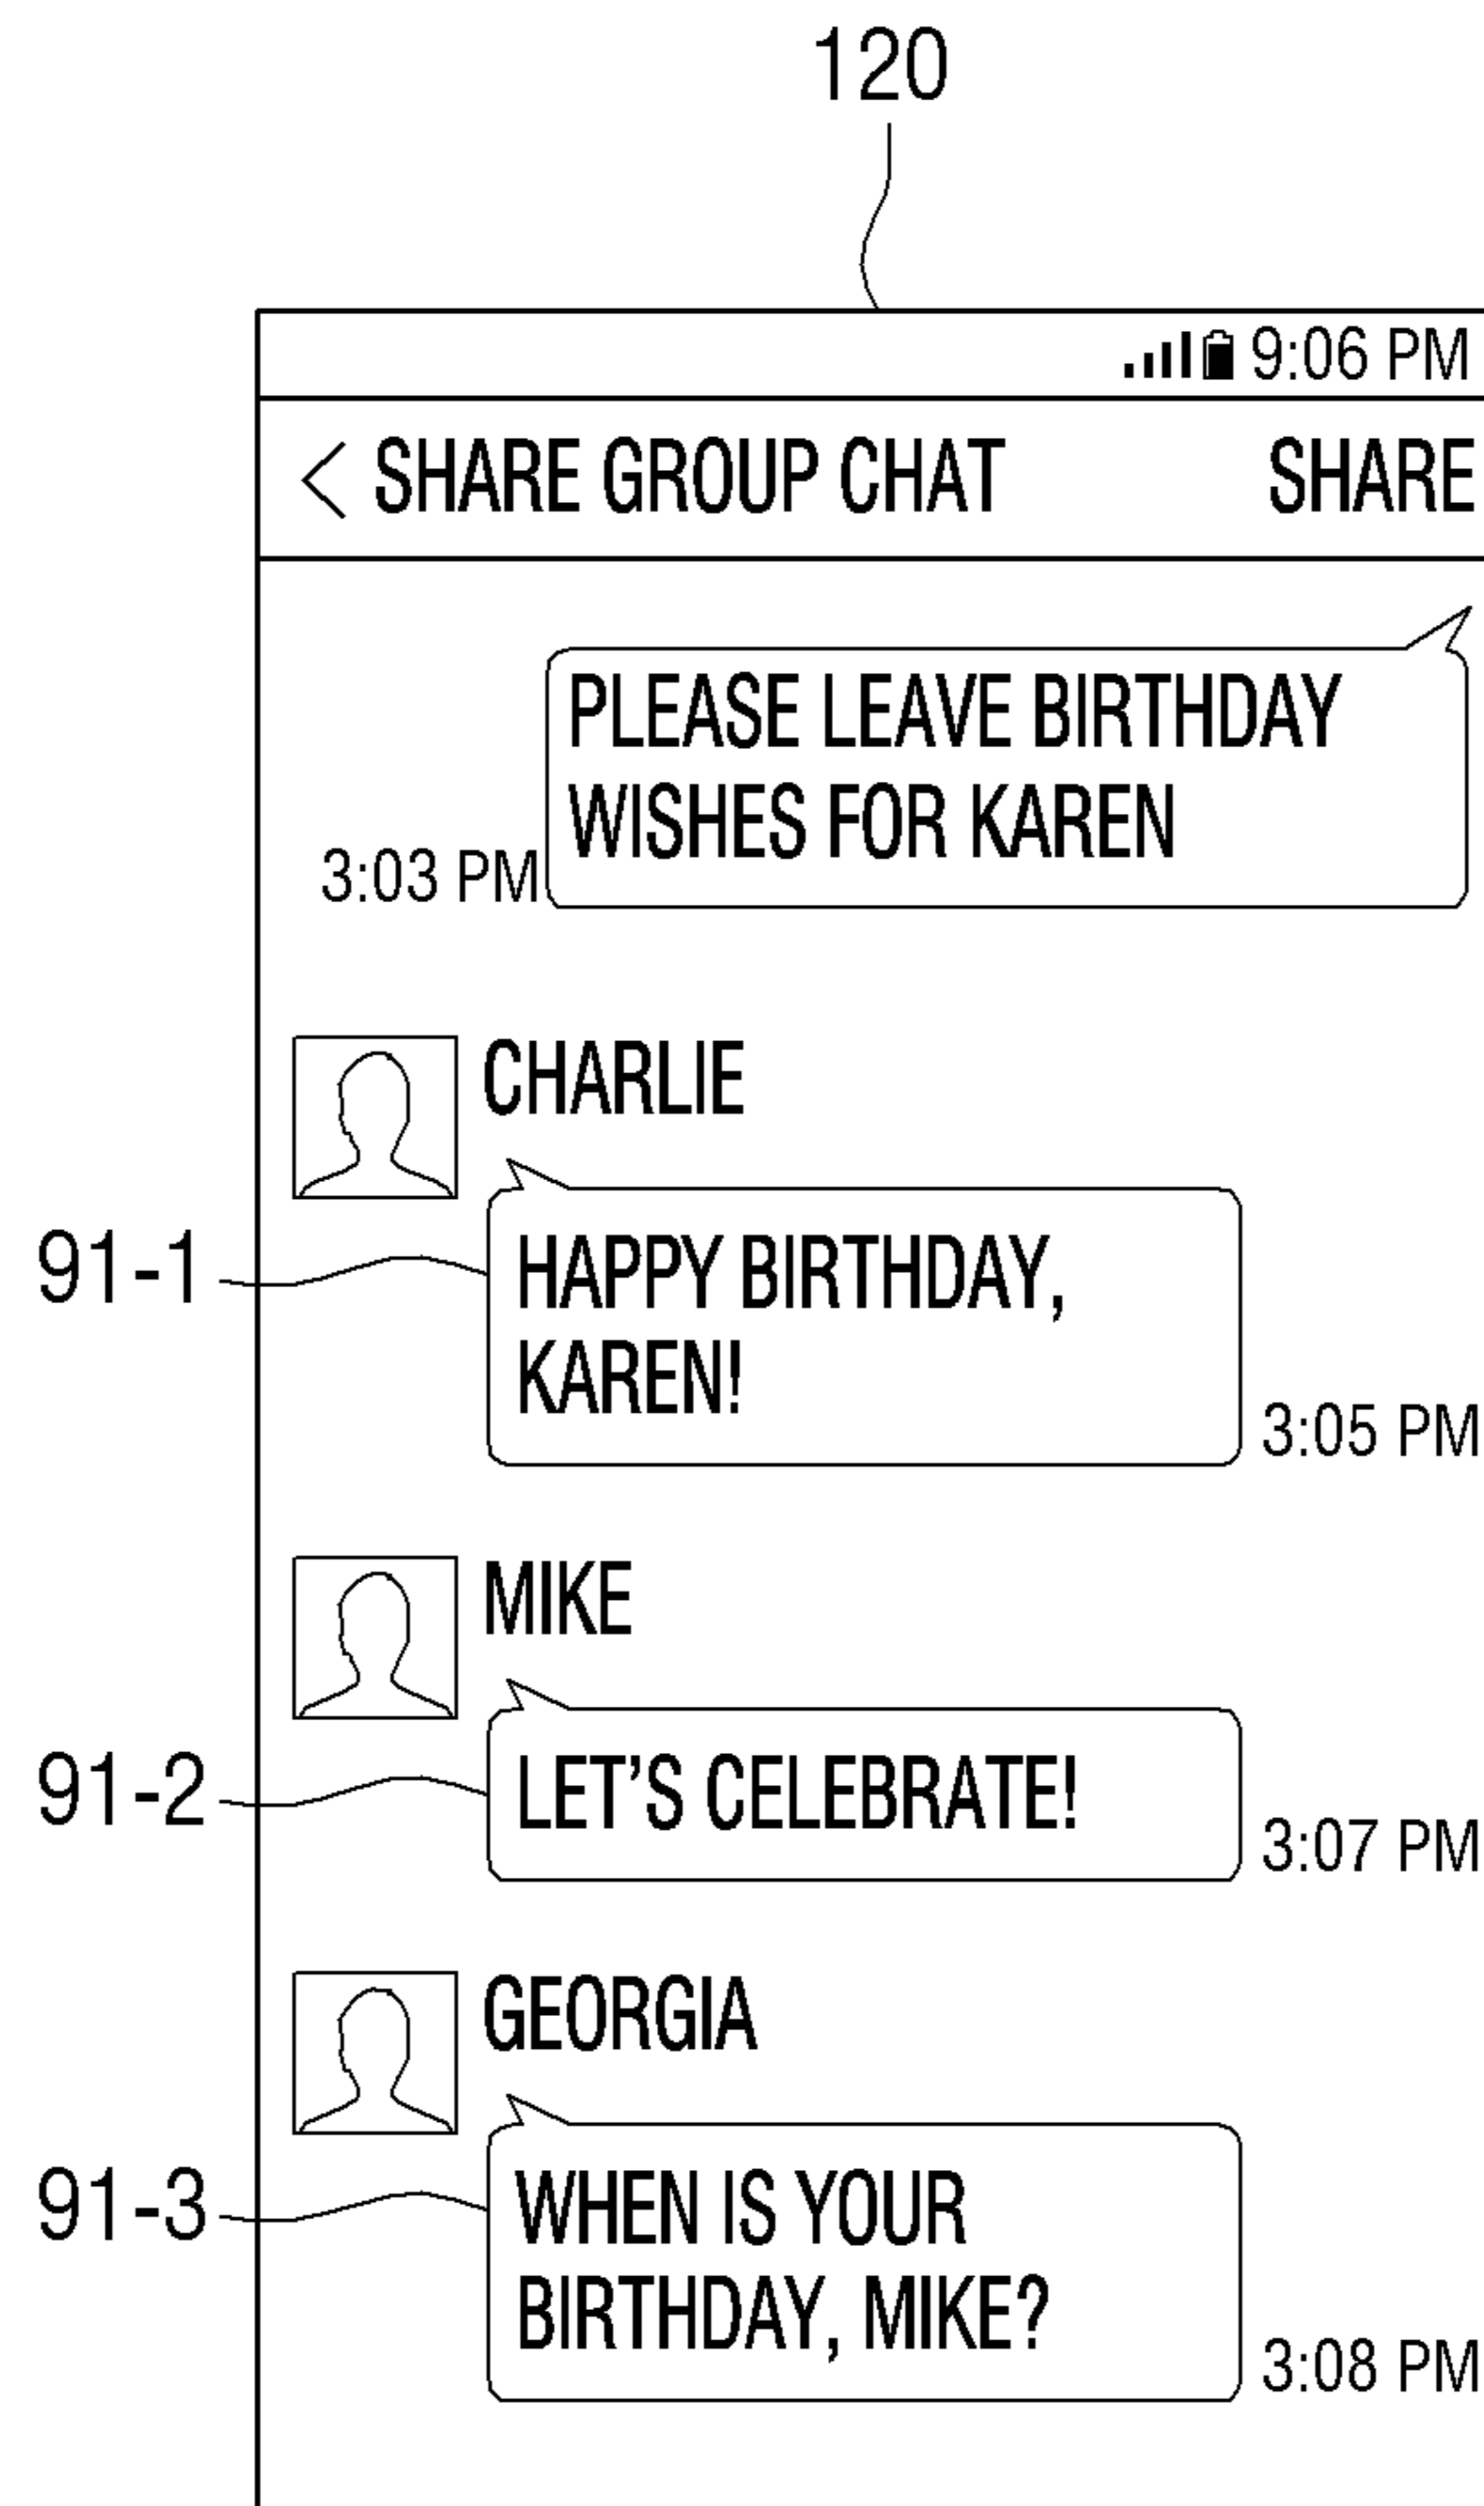 120
9:06 PM
< SHARE GROUP CHAT SHARE
PLEASE LEAVE BIRTHDAY
WISHES FOR KAREN
3:03 PM
CHARLIE
91-1
HAPPY BIRTHDAY,
KAREN!
3:05 PM
MIKE
91-2
LET'S CELEBRATE!
3:07 PM
GEORGIA
91-3
WHEN IS YOUR
BIRTHDAY, MIKE?
3:08 PM